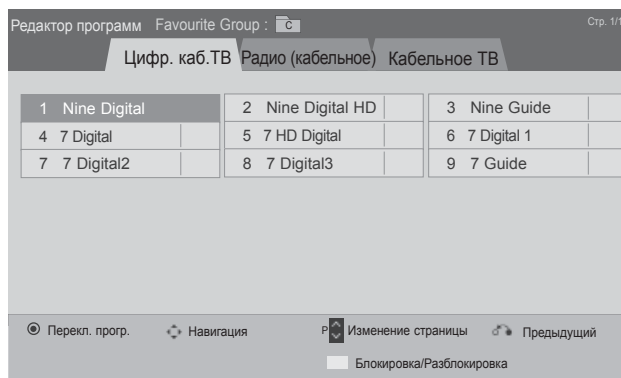 Редактор программ Favourite Group : C Стр. 1/1
Цифр. каб.ТВ Радио (кабельное) Кабельное ТВ
1 Nine Digital 2 Nine Digital HD 3 Nine Guide
4 7 Digital 5 7 HD Digital 6 7 Digital 1
7 7 Digital2 8 7 Digital3 9 7 Guide
Перекл. прогр. Навигация P Изменение страницы Предыдущий
Блокировка/Разблокировка